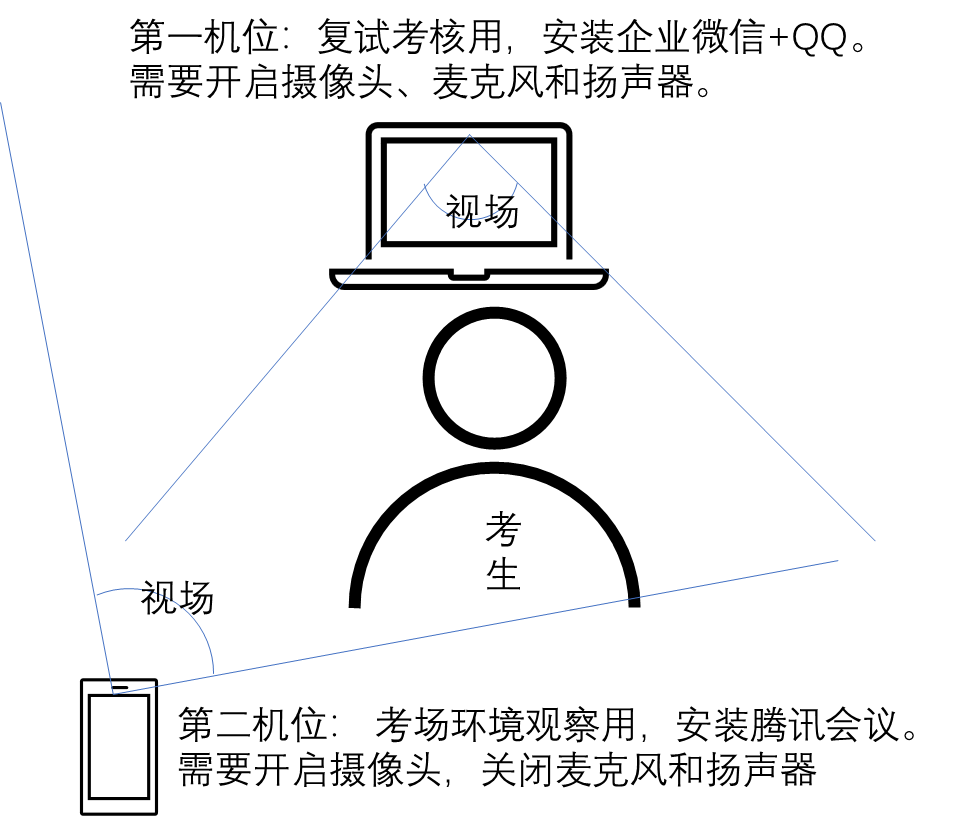 第一机位：复试考核用，安装企业微信+QQ。
需要开启摄像头、麦克风和扬声器。
视场
考
生
视场
第二机位： 考场环境观察用，安装腾讯会议。
需要开启摄像头，关闭麦克风和扬声器